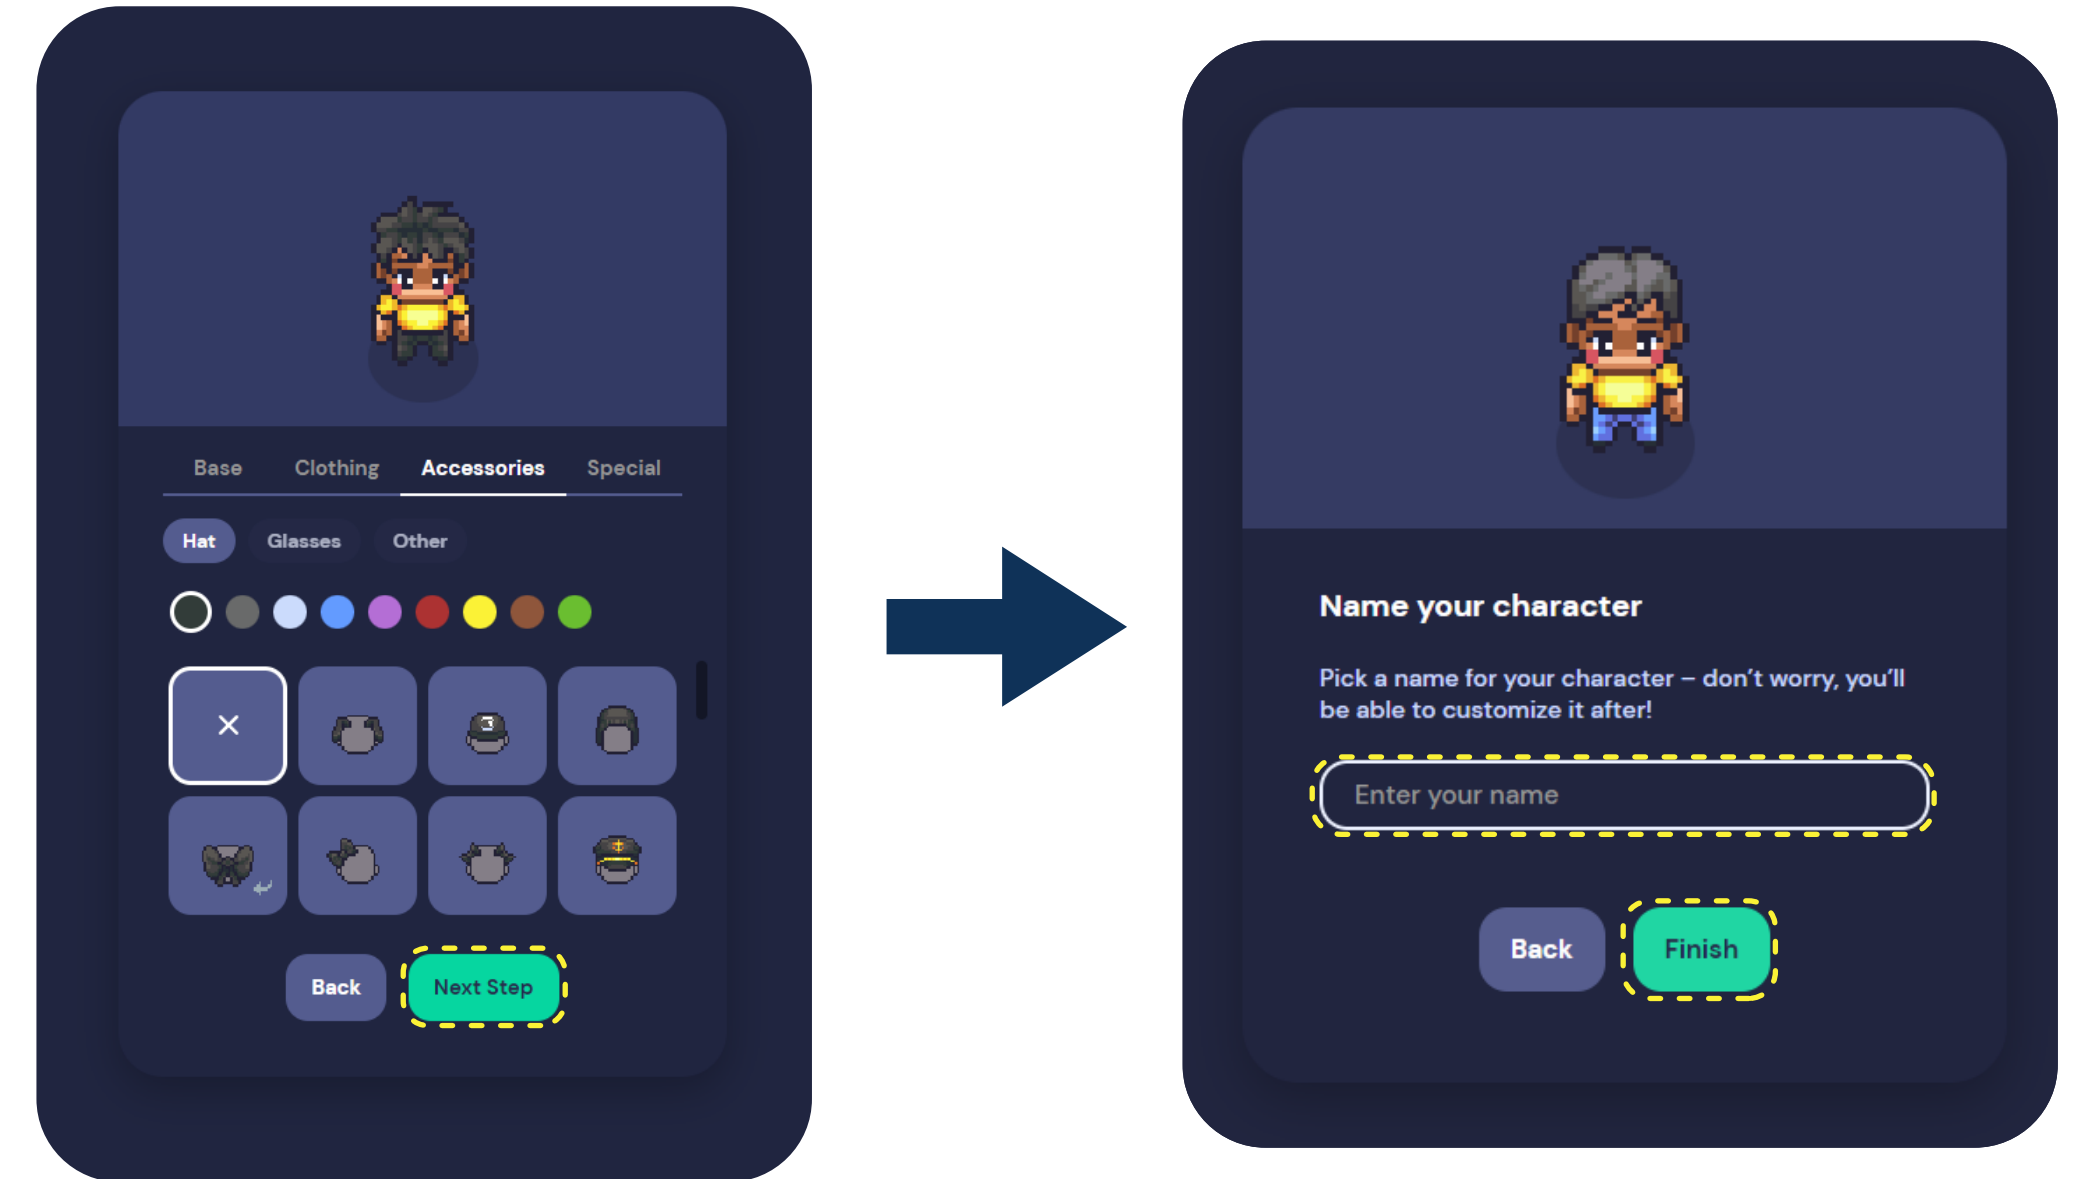 Base Clothing Accessories Special
Hat Glasses Other
Back Next Step
Name your character
Pick a name for your character – don't worry, you'll
be able to customize it after!
Enter your name
Back Finish